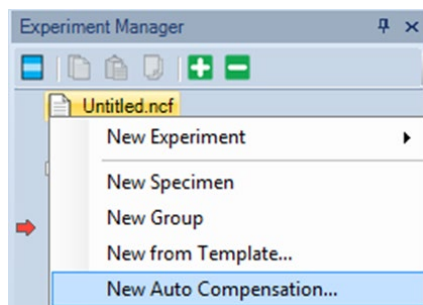 Experiment Manager
Untitled.ncf
New Experiment
New Specimen
New Group
New from Template...
New Auto Compensation...